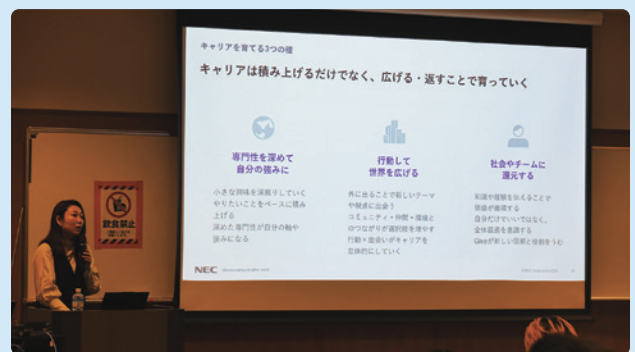 キャリアを育てる3つの種
キャリアは積み上げるだけでなく、広げる・返すことで育っていく
専門性を深めて
自分の強みに
小さな興味を深掘りしていく
やりたいことをベースに積み
上げる
深めた専門性が自分の軸や
強みになる
行動して
世界を広げる
外に出ることで新しいテーマ
や視点に出会う
コミュニティ・仲間・環境と
のつながりが選択肢を増やす
行動×出会いがキャリアを
立体的にしていく
社会やチームに
還元する
知識や経験を伝えることで
価値が循環する
自分だけでいいではなく、
全体最適を意識する
Giveが新しい信頼と役割をうむ
NEC
飲食禁止